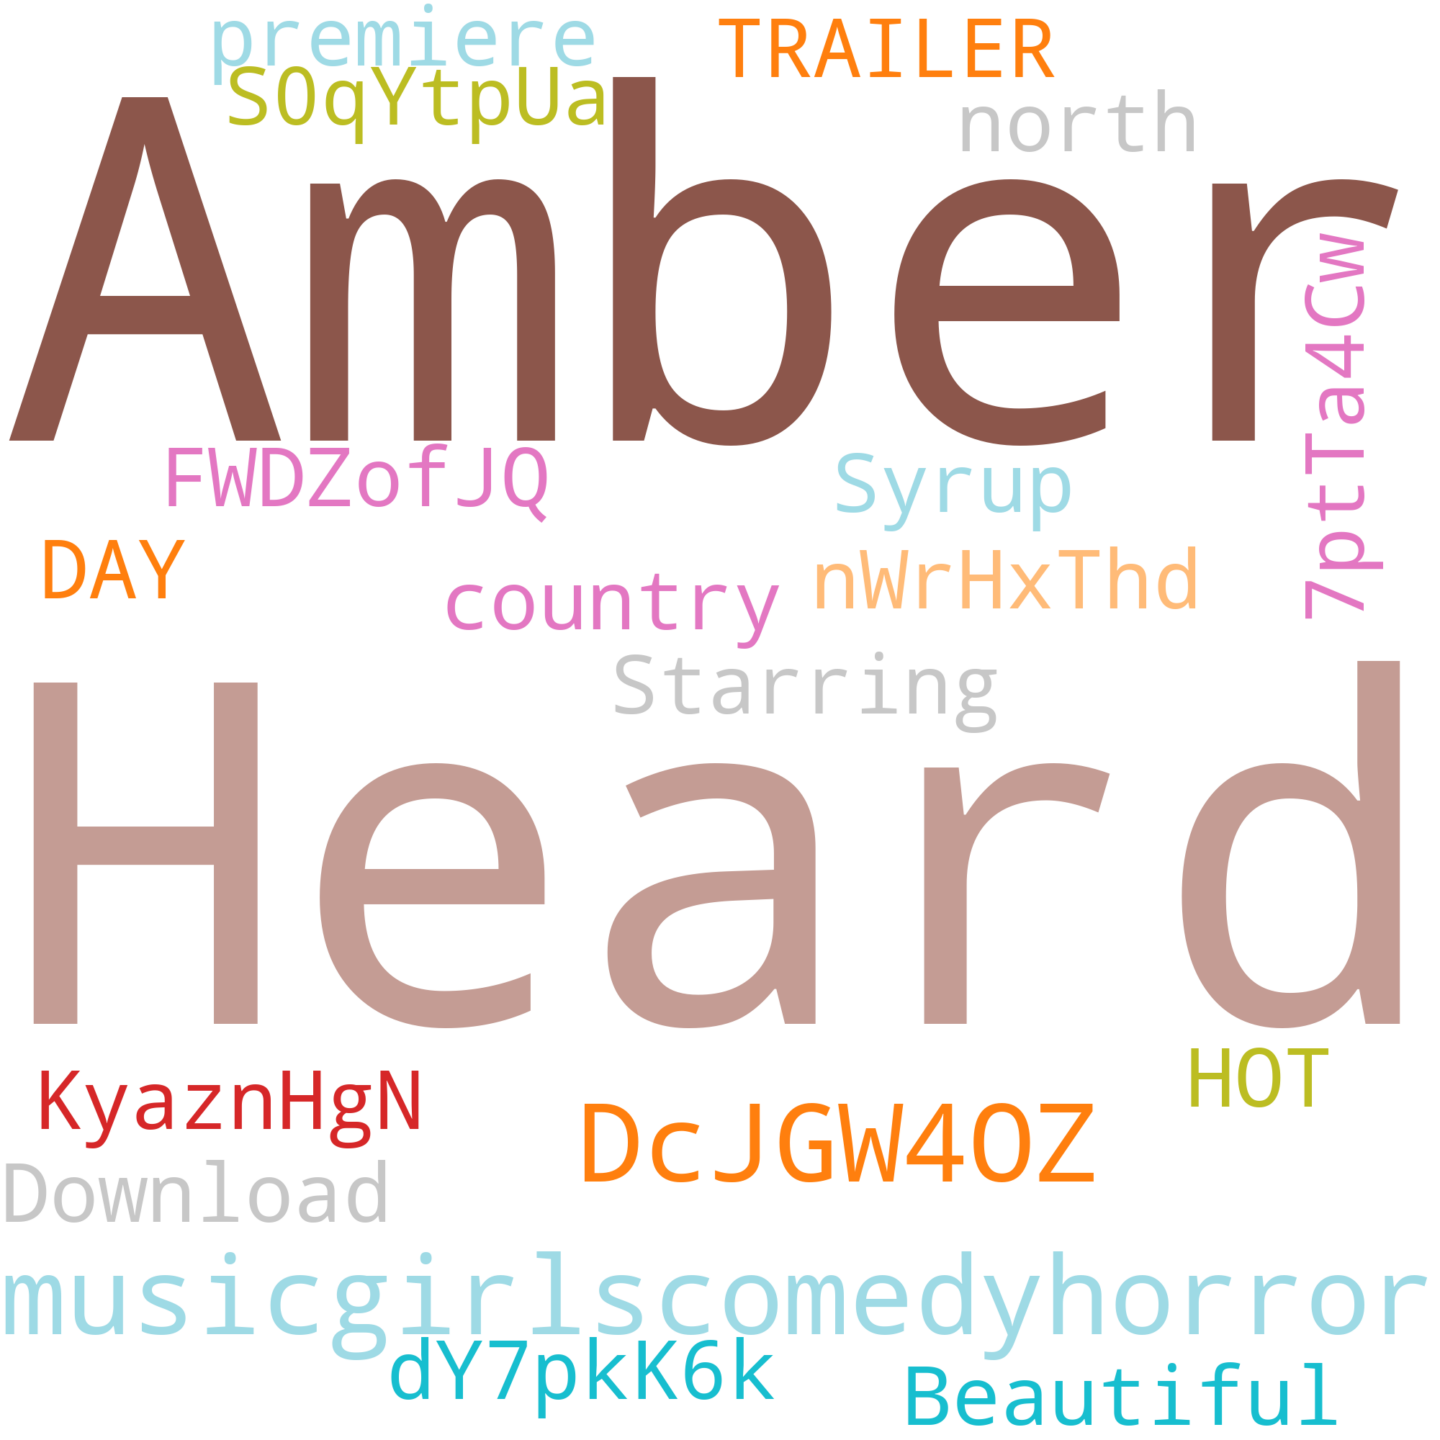 premiere
TRAILER
S0qYtpUa
north
Amber
7ptTa4Cw
FWDZofJQ
Syrup
DAY
country
nWrHxThd
Starring
Heard
KyaznHgN
HOT
DcJGW4OZ
Download
musicgirlscomedyhorror
dY7pkK6k
Beautiful